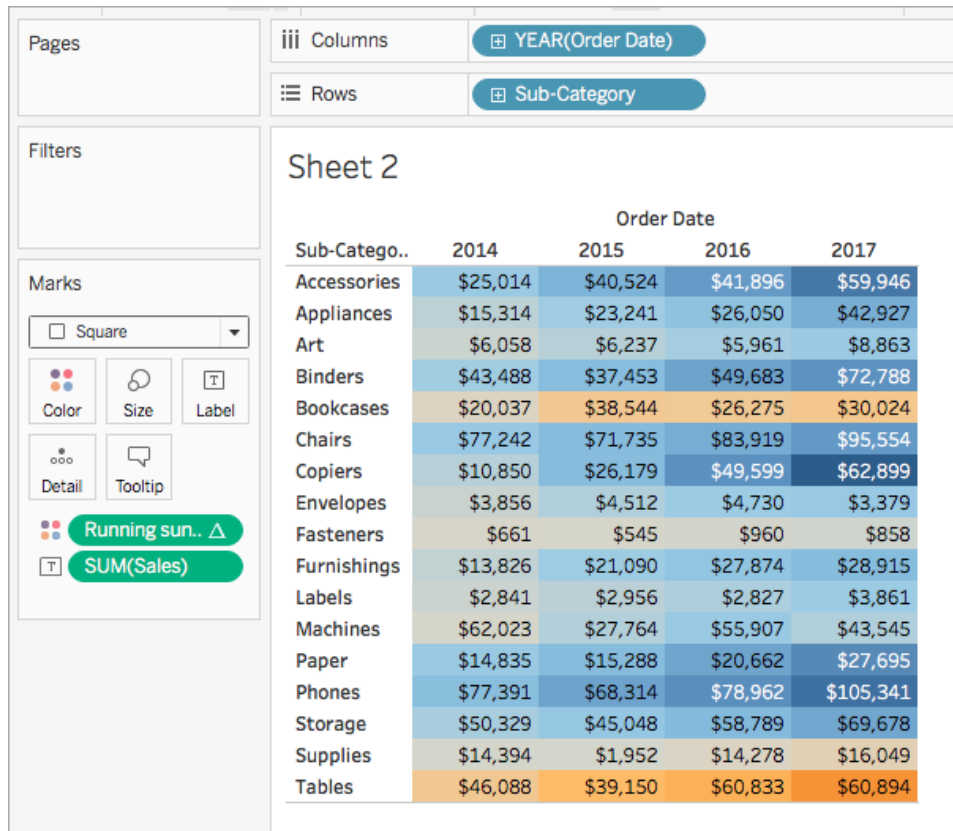 Pages
Columns
YEAR(Order Date)
Rows
Sub-Category
Filters
Marks
Square
Color Size Label
Detail Tooltip
Running sun.. △
SUM(Sales)
Sheet 2
Order Date
Sub-Catego.. 2014 2015 2016 2017
Accessories $25,014 $40,524 $41,896 $59,946
Appliances $15,314 $23,241 $26,050 $42,927
Art $6,058 $6,237 $5,961 $8,863
Binders $43,488 $37,453 $49,683 $72,788
Bookcases $20,037 $38,544 $26,275 $30,024
Chairs $77,242 $71,735 $83,919 $95,554
Copiers $10,850 $26,179 $49,599 $62,899
Envelopes $3,856 $4,512 $4,730 $3,379
Fasteners $661 $545 $960 $858
Furnishings $13,826 $21,090 $27,874 $28,915
Labels $2,841 $2,956 $2,827 $3,861
Machines $62,023 $27,764 $55,907 $43,545
Paper $14,835 $15,288 $20,662 $27,695
Phones $77,391 $68,314 $78,962 $105,341
Storage $50,329 $45,048 $58,789 $69,678
Supplies $14,394 $1,952 $14,278 $16,049
Tables $46,088 $39,150 $60,833 $60,894